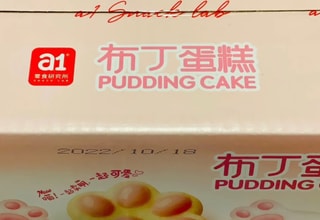 a1 Snack lab
a1
零食研究所
布丁蛋糕
PUDDING CAKE
2022/10/18
布丁蛋
PUDDING